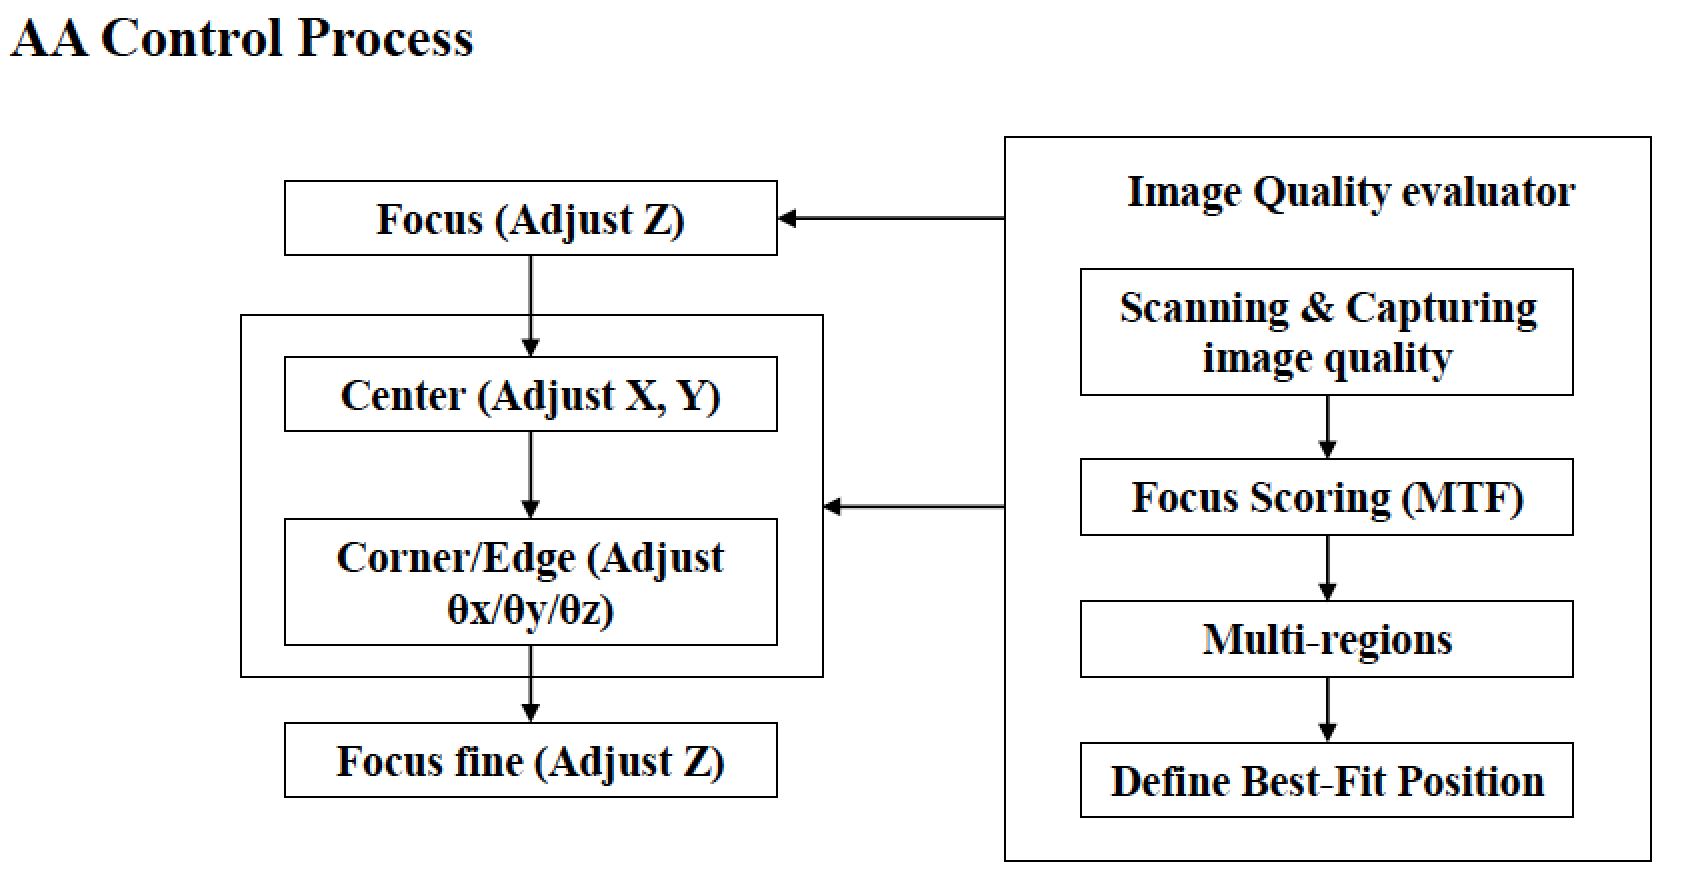 AA Control Process
Focus (Adjust Z)
Center (Adjust X, Y)
Corner/Edge (Adjust
θx/θy/θz)
Focus fine (Adjust Z)
Image Quality evaluator
Scanning & Capturing
image quality
Focus Scoring (MTF)
Multi-regions
Define Best-Fit Position